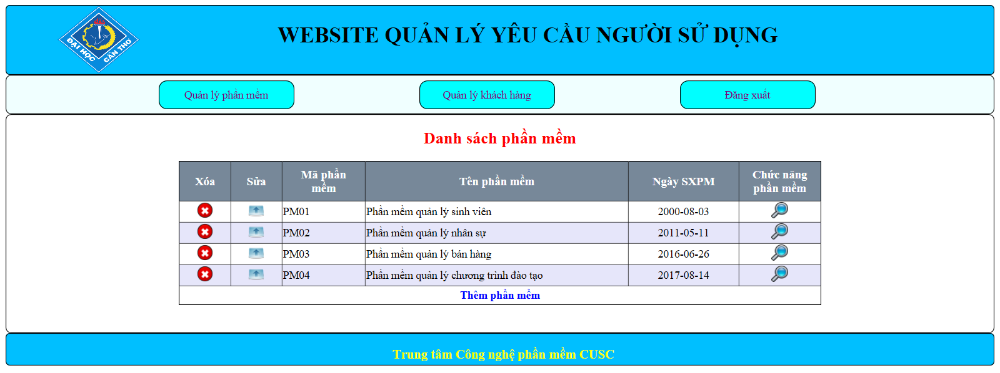 ĐẠI HỌC CẦN THƠ
WEBSITE QUẢN LÝ YÊU CẦU NGƯỜI SỬ DỤNG
Quản lý phần mềm Quản lý khách hàng Đăng xuất
Danh sách phần mềm
Xóa Sửa Mã phần mềm Tên phần mềm Ngày SXPM Chức năng phần mềm
PM01 Phần mềm quản lý sinh viên 2000-08-03
PM02 Phần mềm quản lý nhân sự 2011-05-11
PM03 Phần mềm quản lý bán hàng 2016-06-26
PM04 Phần mềm quản lý chương trình đào tạo 2017-08-14
Thêm phần mềm
Trung tâm Công nghệ phần mềm CUSC